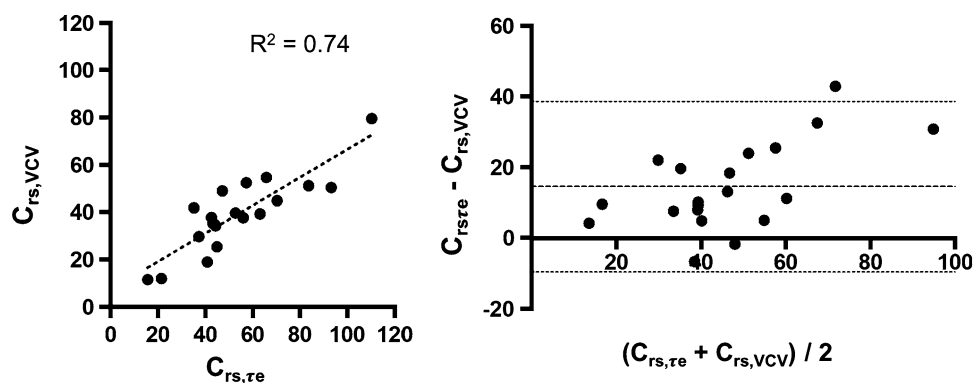 120
100
80
60
40
20
0
C_rs,VCV
R² = 0.74
0 20 40 60 80 100 120
C_rs,τe
60
40
20
0
-20
C_rsτe - C_rs,VCV
20 40 60 80 100
(C_rs,τe + C_rs,VCV) / 2